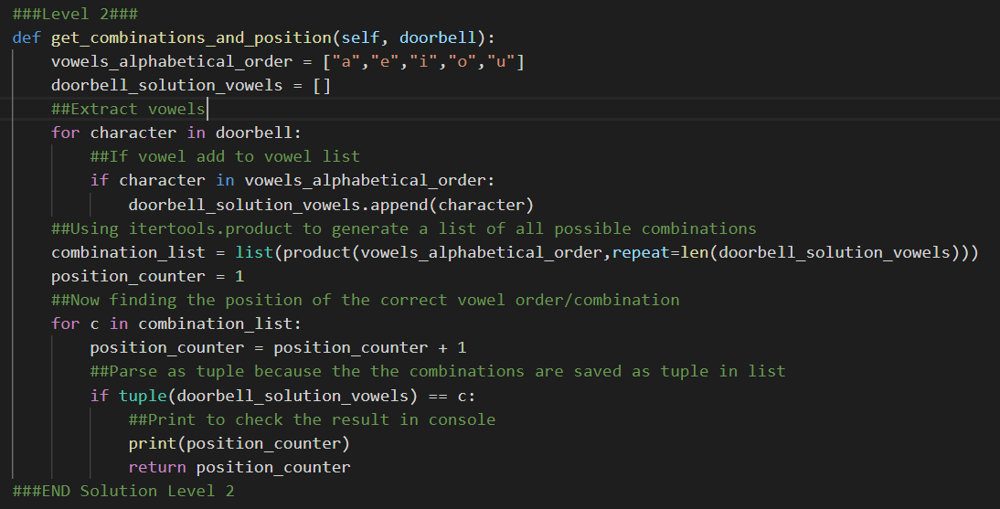 ###Level 2###
def get_combinations_and_position(self, doorbell):
    vowels_alphabetical_order = ["a","e","i","o","u"]
    doorbell_solution_vowels = []
    ##Extract vowels
    for character in doorbell:
        ##If vowel add to vowel list
        if character in vowels_alphabetical_order:
            doorbell_solution_vowels.append(character)
    ##Using itertools.product to generate a list of all possible combinations
    combination_list = list(product(vowels_alphabetical_order,repeat=len(doorbell_solution_vowels)))
    position_counter = 1
    ##Now finding the position of the correct vowel order/combination
    for c in combination_list:
        position_counter = position_counter + 1
        ##Parse as tuple because the the combinations are saved as tuple in list
        if tuple(doorbell_solution_vowels) == c:
            ##Print to check the result in console
            print(position_counter)
            return position_counter
###END Solution Level 2